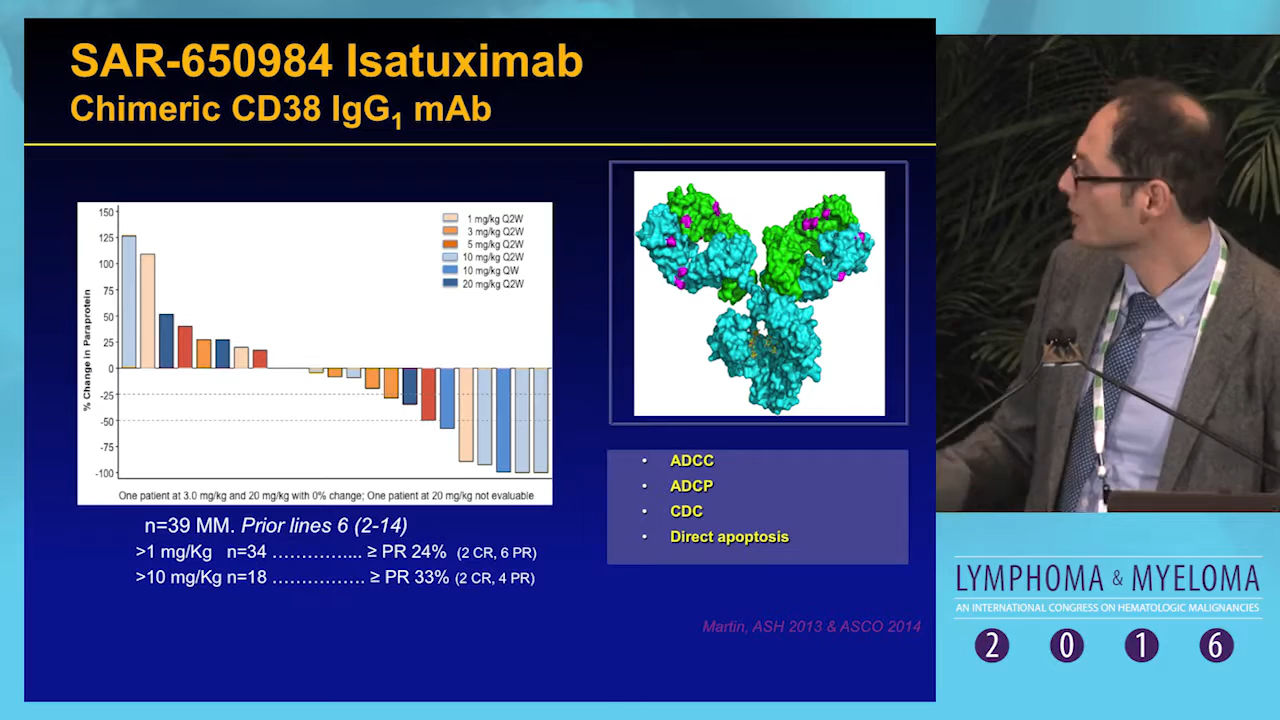 SAR-650984 Isatuximab
Chimeric CD38 IgG1 mAb
% Change in Paraprotein
150
125
100
75
50
25
0
-25
-50
-75
-100
1 mg/kg Q2W
3 mg/kg Q2W
5 mg/kg Q2W
10 mg/kg Q2W
10 mg/kg QW
20 mg/kg Q2W
One patient at 3.0 mg/kg and 20 mg/kg with 0% change; One patient at 20 mg/kg not evaluable
n=39 MM. Prior lines 6 (2-14)
>1 mg/Kg n=34 ................ ≥ PR 24% (2 CR, 6 PR)
>10 mg/Kg n=18 ................ ≥ PR 33% (2 CR, 4 PR)
• ADCC
• ADCP
• CDC
• Direct apoptosis
Martin, ASH 2013 & ASCO 2014
LYMPHOMA & MYELOMA
AN INTERNATIONAL CONGRESS ON HEMATOLOGIC MALIGNANCIES
2 0 1 6